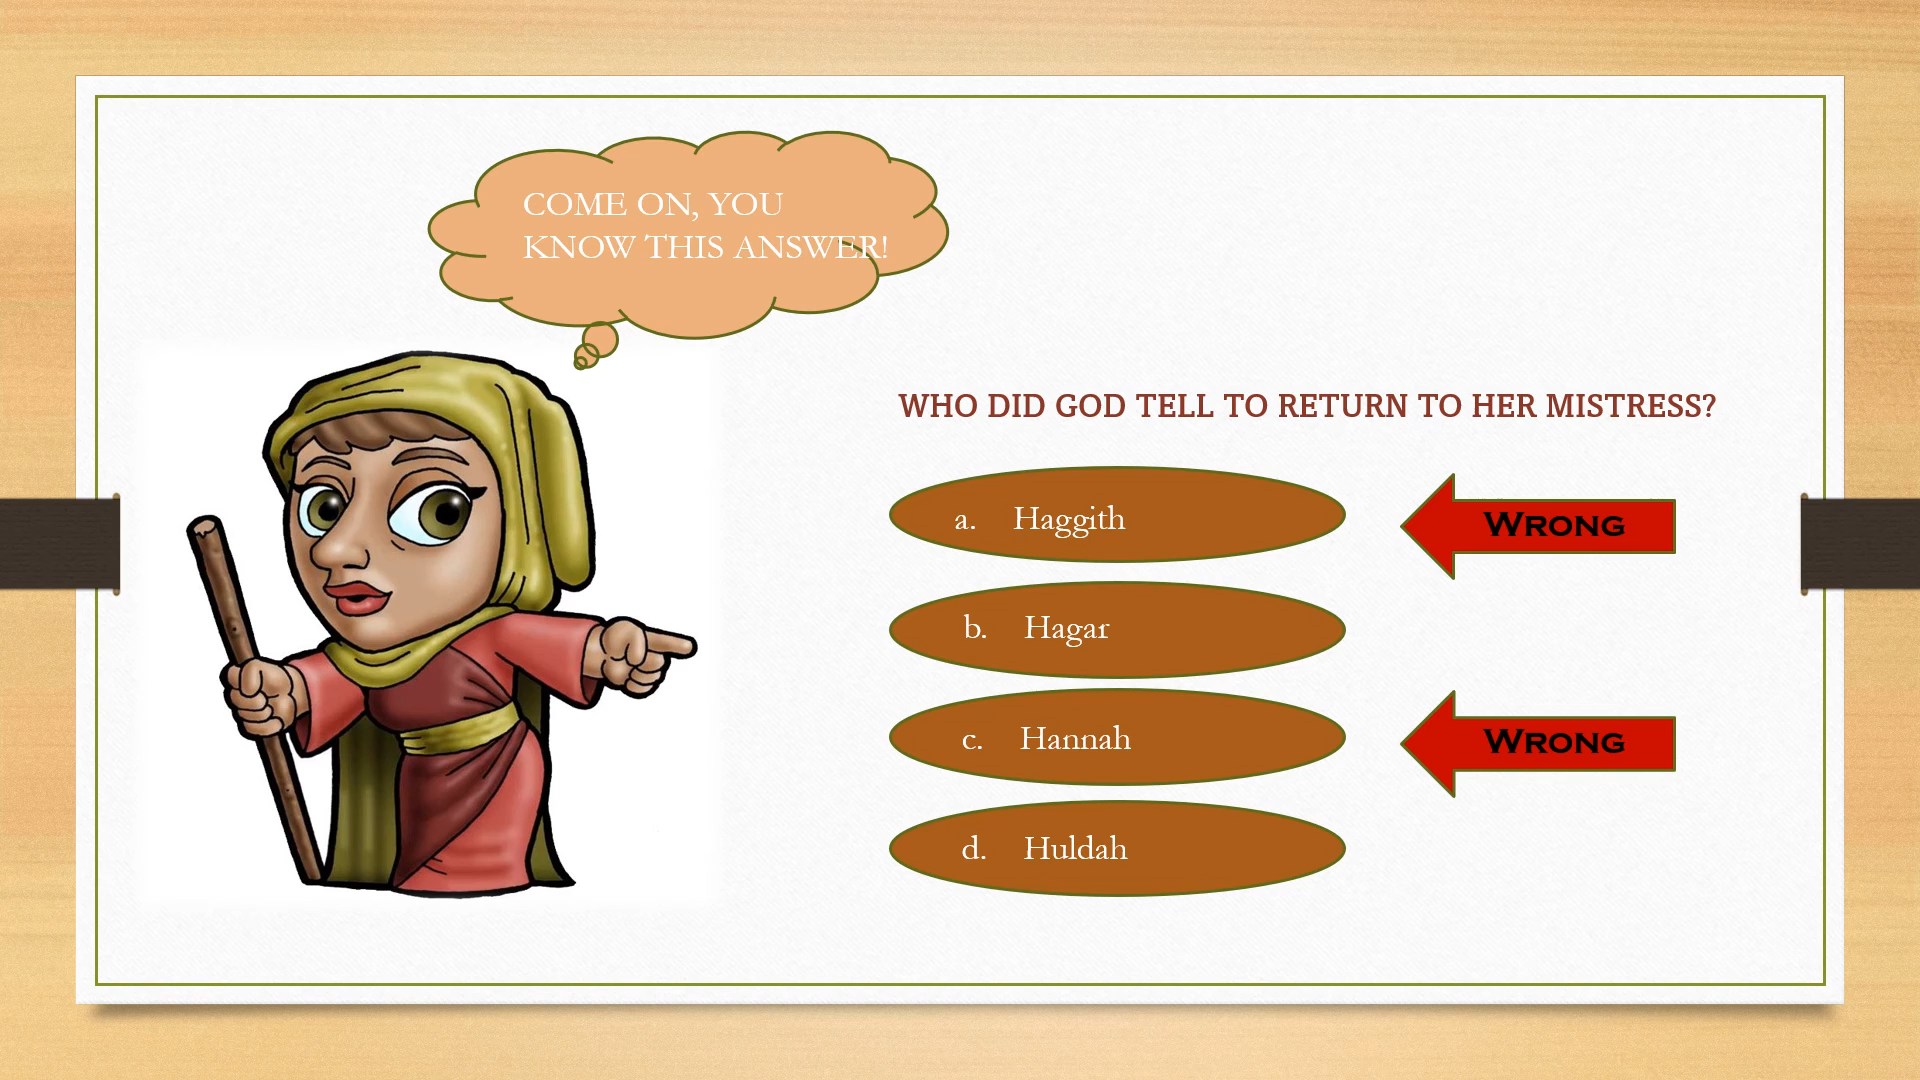 COME ON, YOU
KNOW THIS ANSWER!
WHO DID GOD TELL TO RETURN TO HER MISTRESS?
a. Haggith
Wrong
b. Hagar
c. Hannah
Wrong
d. Huldah